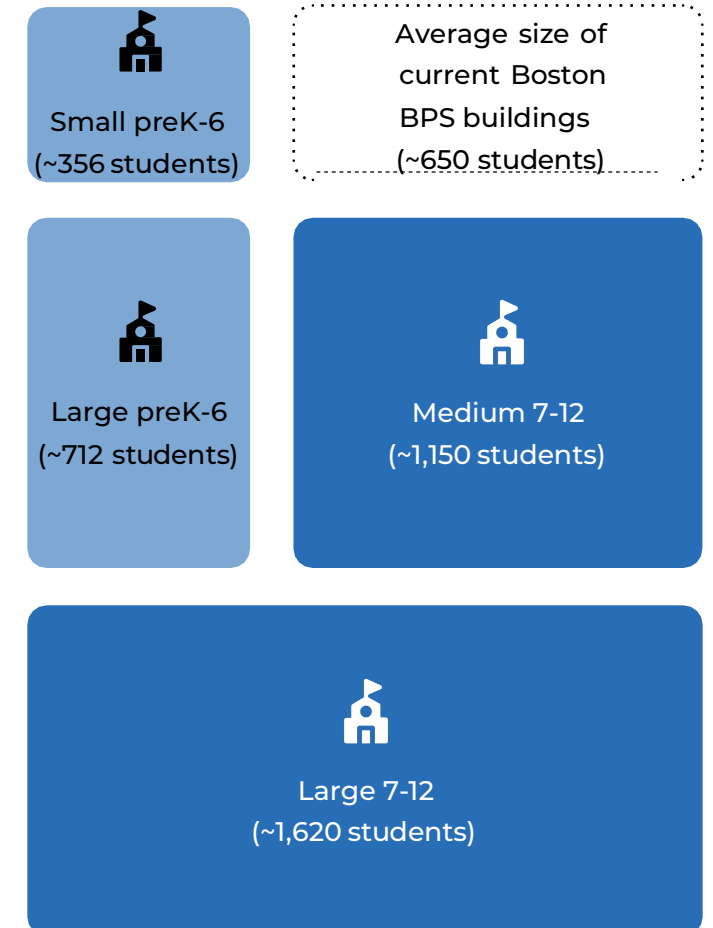 Small preK-6
(~356 students)
Average size of
current Boston
BPS buildings
(~650 students)
Large preK-6
(~712 students)
Medium 7-12
(~1,150 students)
Large 7-12
(~1,620 students)